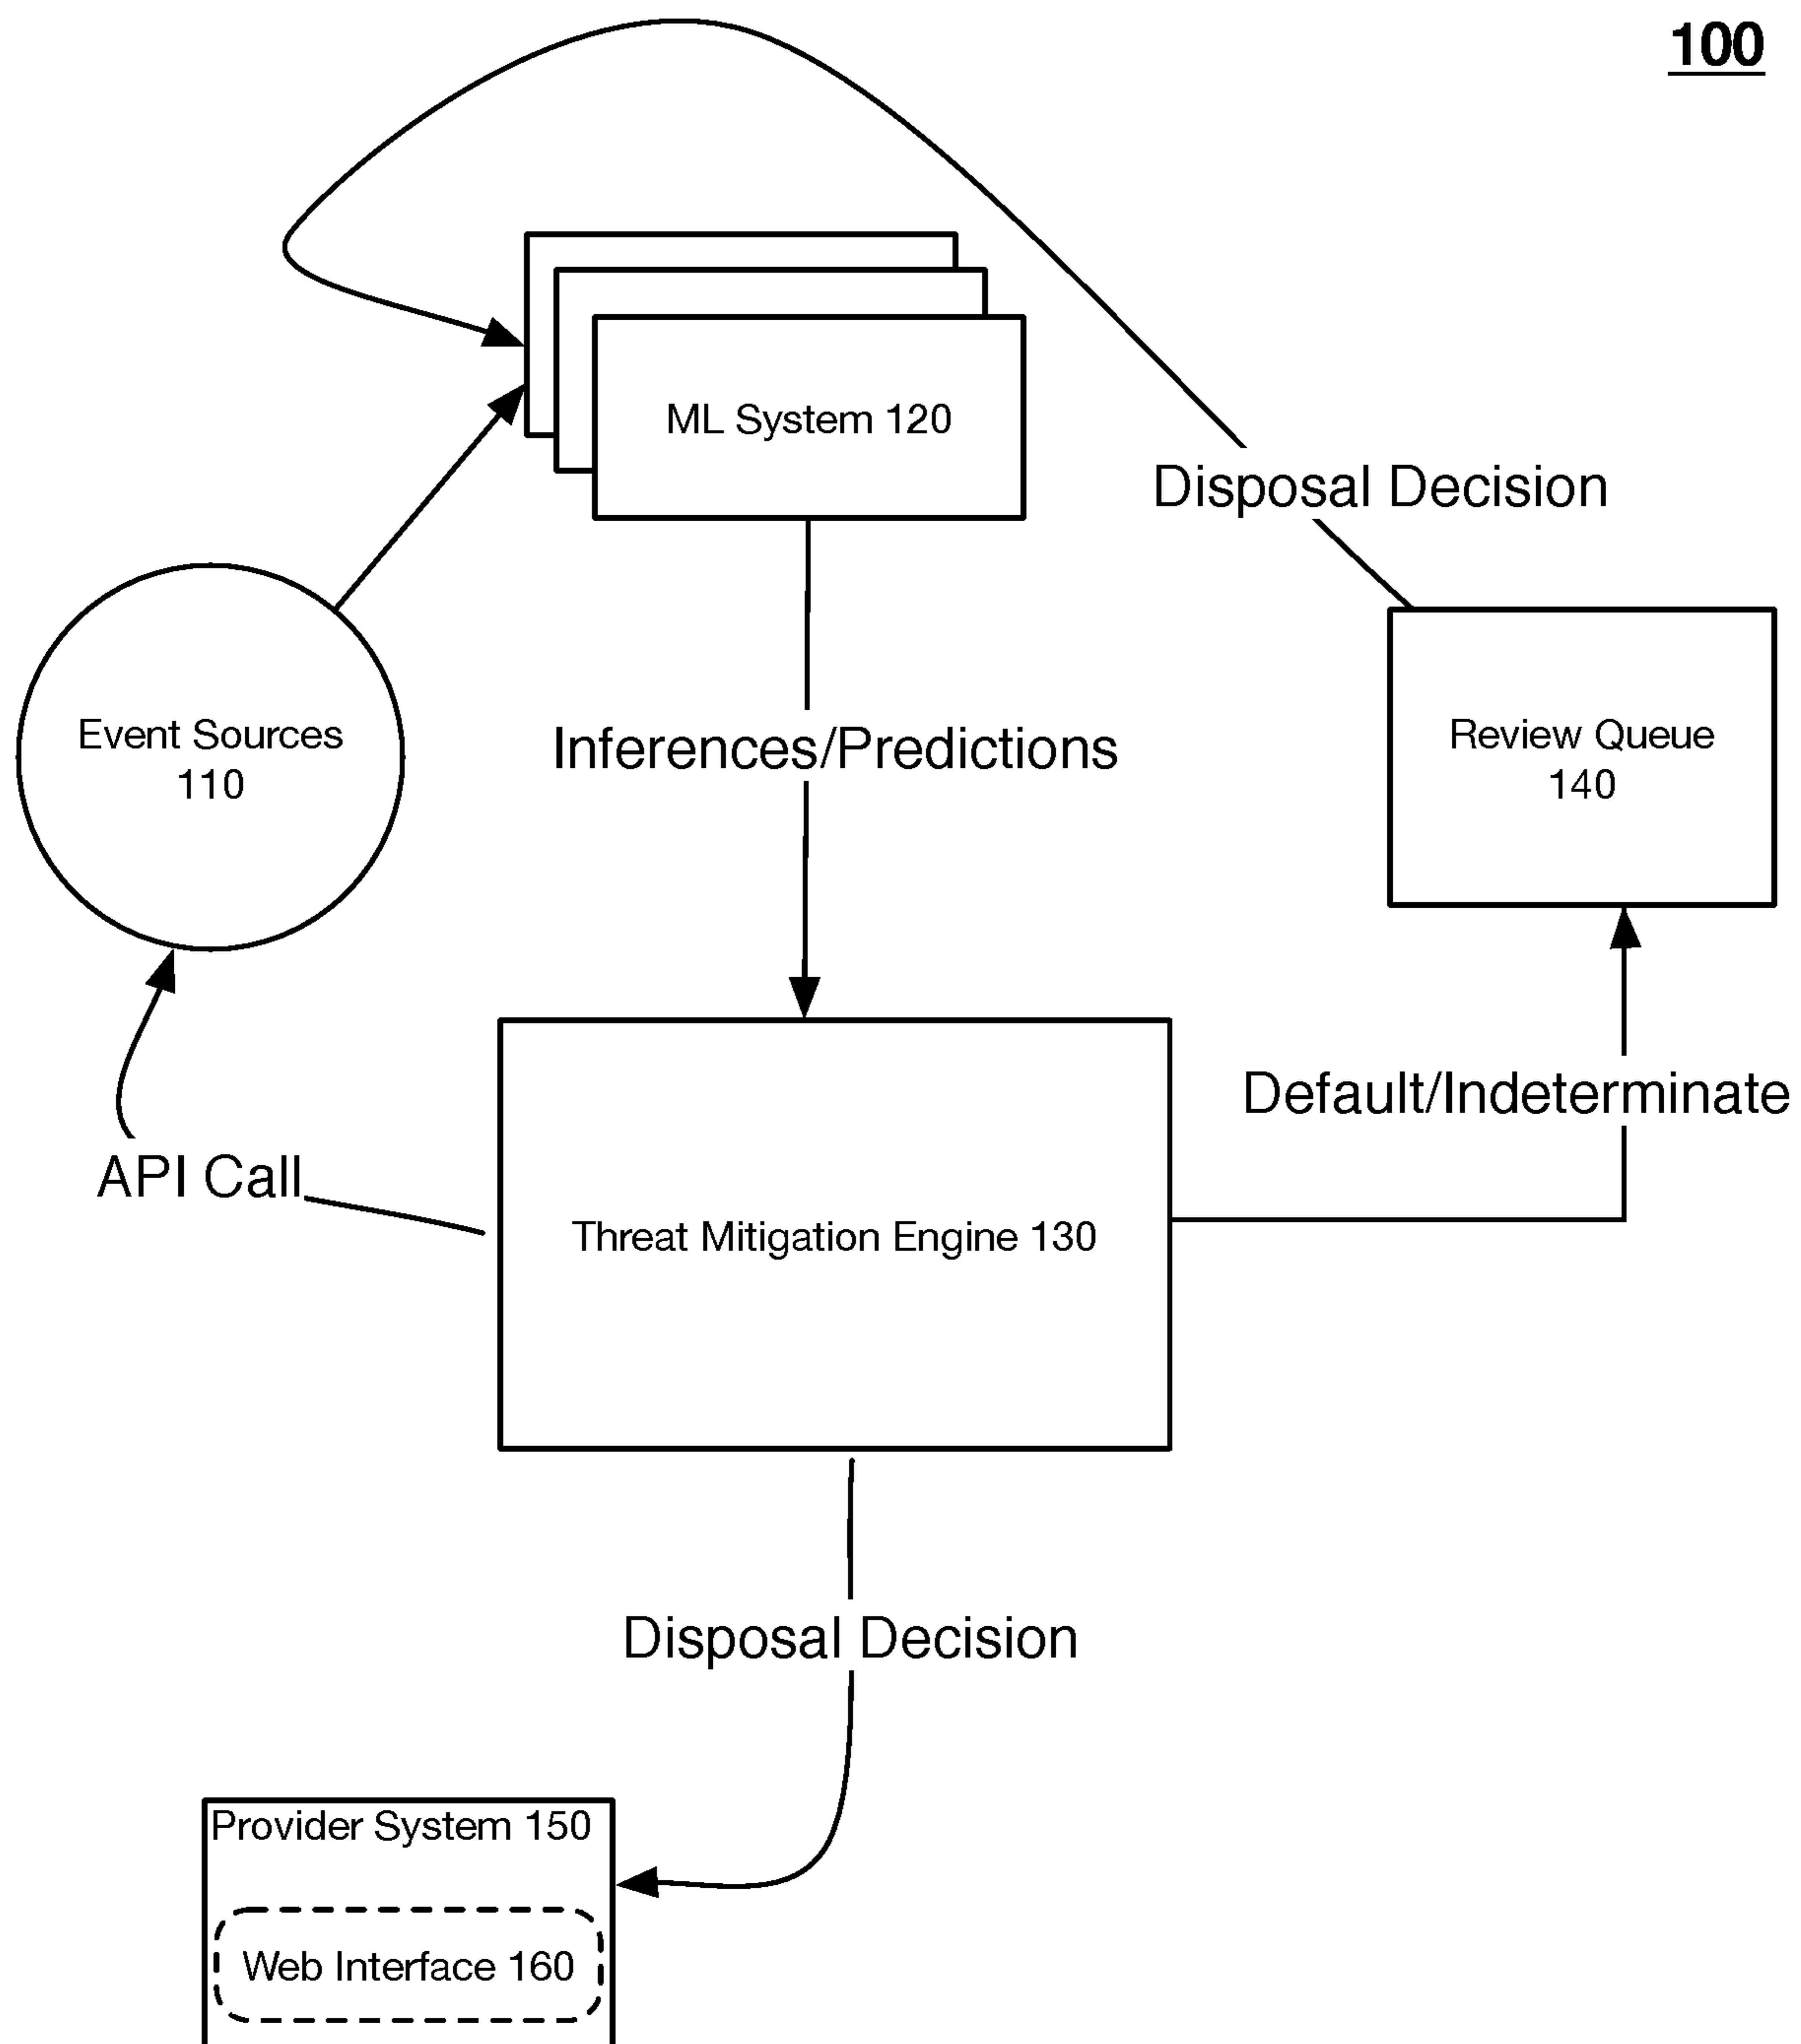 100
ML System 120
Disposal Decision
Event Sources
110
Inferences/Predictions
Review Queue
140
Default/Indeterminate
API Call
Threat Mitigation Engine 130
Disposal Decision
Provider System 150
Web Interface 160